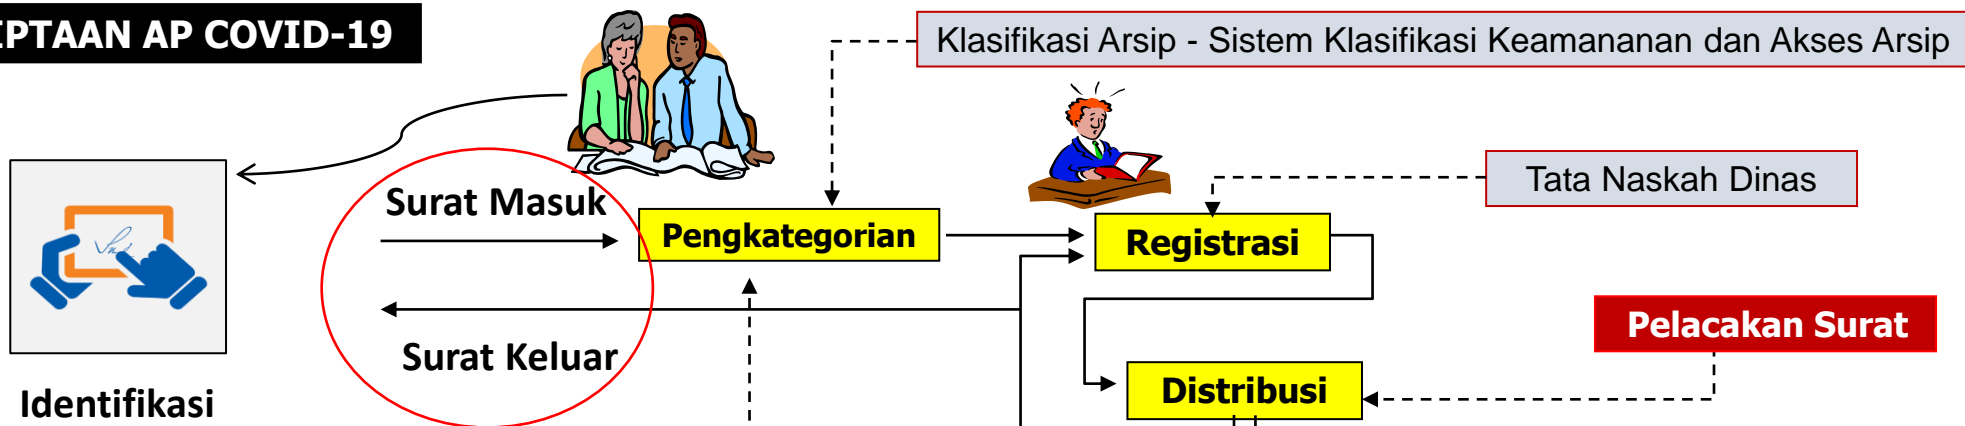 IPTAAN AP COVID-19
Klasifikasi Arsip - Sistem Klasifikasi Keamananan dan Akses Arsip
Tata Naskah Dinas
Surat Masuk
Pengkategorian
Registrasi
Pelacakan Surat
Surat Keluar
Distribusi
Identifikasi